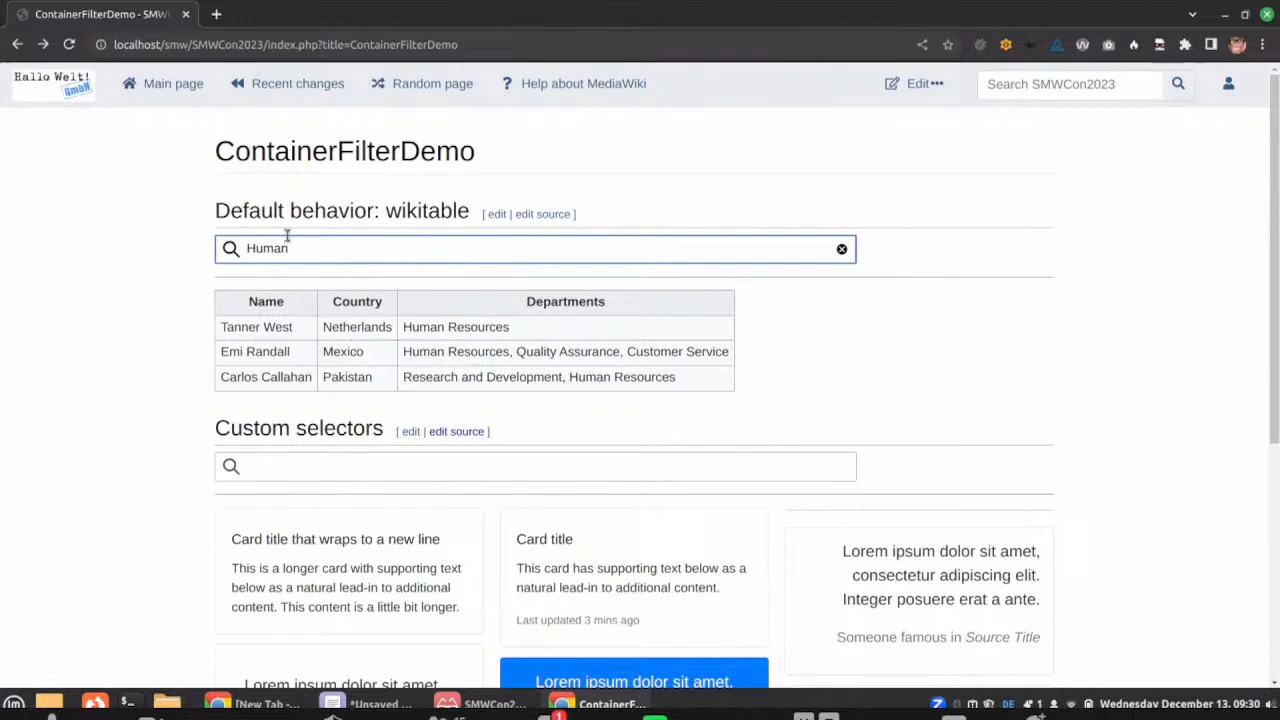 ContainerFilterDemo - SMW
localhost/smw/SMWCon2023/index.php?title=ContainerFilterDemo
Hallo Welt!
GmbH
Main page
Recent changes
Random page
Help about MediaWiki
Edit
Search SMWCon2023
ContainerFilterDemo
Default behavior: wikitable [ edit | edit source ]
Human
Name Country Departments
Tanner West Netherlands Human Resources
Emi Randall Mexico Human Resources, Quality Assurance, Customer Service
Carlos Callahan Pakistan Research and Development, Human Resources
Custom selectors [ edit | edit source ]
Card title that wraps to a new line
This is a longer card with supporting text
below as a natural lead-in to additional
content. This content is a little bit longer.
Card title
This card has supporting text below as a
natural lead-in to additional content.
Last updated 3 mins ago
Lorem ipsum dolor sit amet,
consectetur adipiscing elit.
Integer posuere erat a ante.
Someone famous in Source Title
Lorem ipsum dolor sit amet,
Lorem ipsum dolor sit amet,
[New Tab - ...
*Unsaved ...
SMWCon2...
ContainerF...
DE
1
Wednesday December 13, 09:30